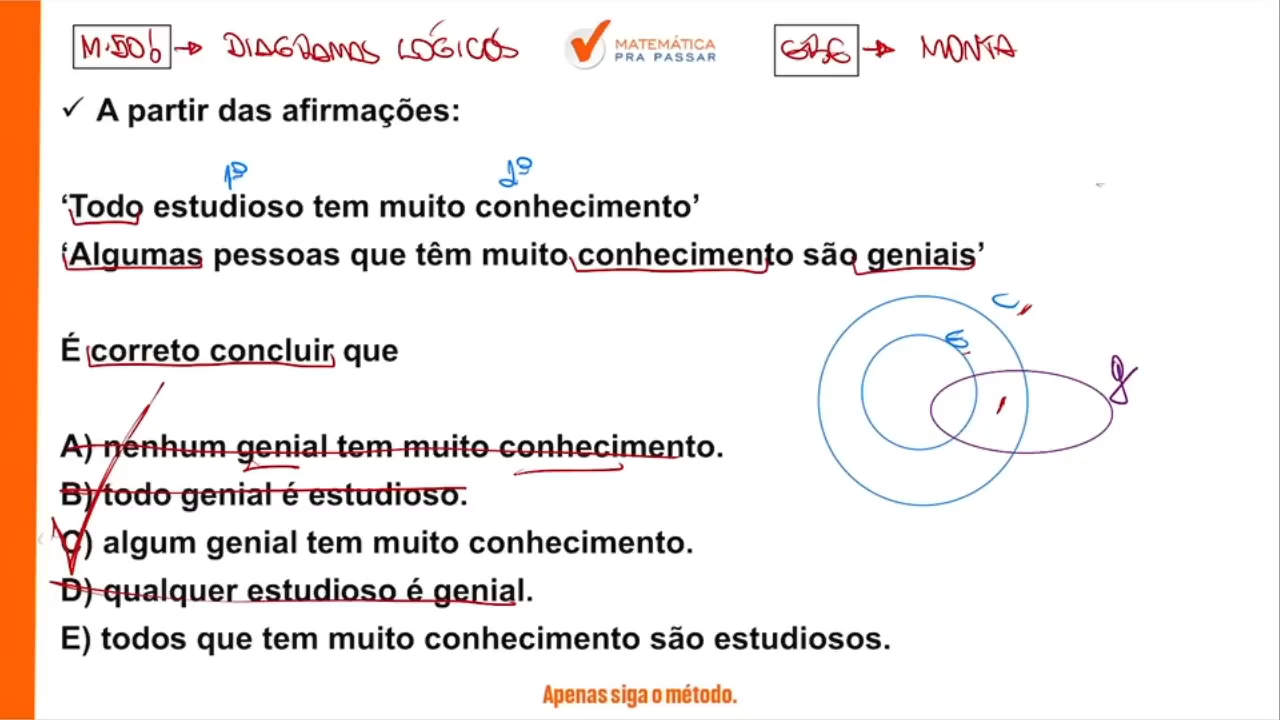 M.50% → DIAGRAMAS LÓGICOS
MATEMÁTICA
PRA PASSAR
→ MONTA
✓ A partir das afirmações:
1º 2º
‘Todo estudioso tem muito conhecimento’
‘Algumas pessoas que têm muito conhecimento são geniais’
C
E
g
É correto concluir que
A) nenhum genial tem muito conhecimento.
B) todo genial é estudioso.
C) algum genial tem muito conhecimento.
D) qualquer estudioso é genial.
E) todos que tem muito conhecimento são estudiosos.
Apenas siga o método.